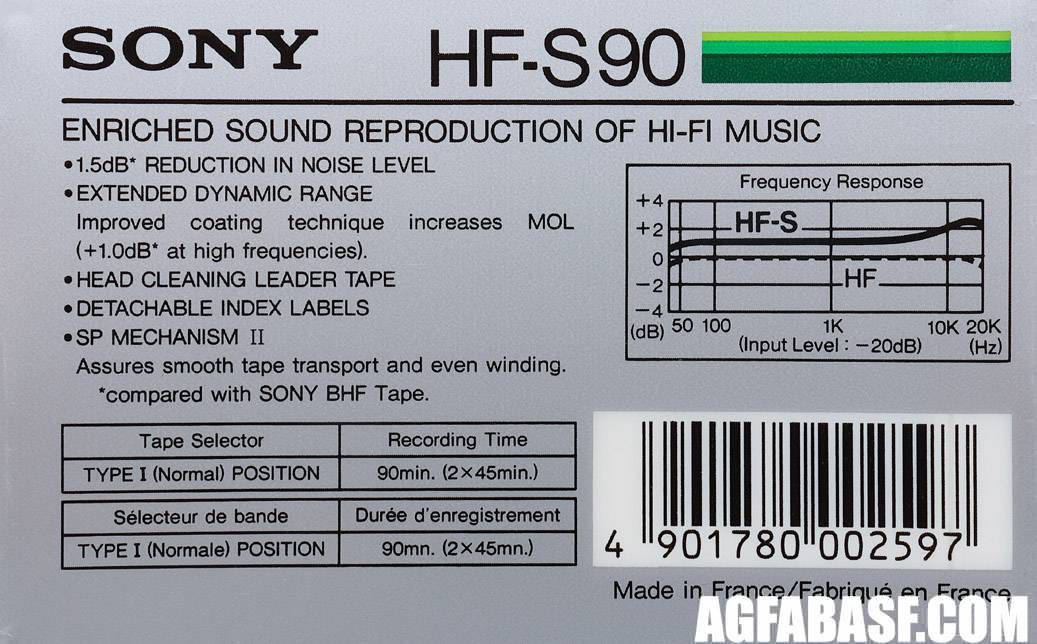 SONY HF-S90
ENRICHED SOUND REPRODUCTION OF HI-FI MUSIC
•1.5dB* REDUCTION IN NOISE LEVEL
•EXTENDED DYNAMIC RANGE
Improved coating technique increases MOL
(+1.0dB* at high frequencies).
•HEAD CLEANING LEADER TAPE
•DETACHABLE INDEX LABELS
•SP MECHANISM II
Assures smooth tape transport and even winding.
*compared with SONY BHF Tape.
Frequency Response
+4
+2
0
−2
−4
HF-S
HF
(dB) 50 100 1K 10K 20K
(Input Level : −20dB) (Hz)
Tape Selector Recording Time
TYPE I (Normal) POSITION 90min. (2×45min.)
Sélecteur de bande Durée d'enregistrement
TYPE I (Normale) POSITION 90mn. (2×45mn.)
4 901780 002597
Made in France/Fabriqué en France
AGFABASF.COM